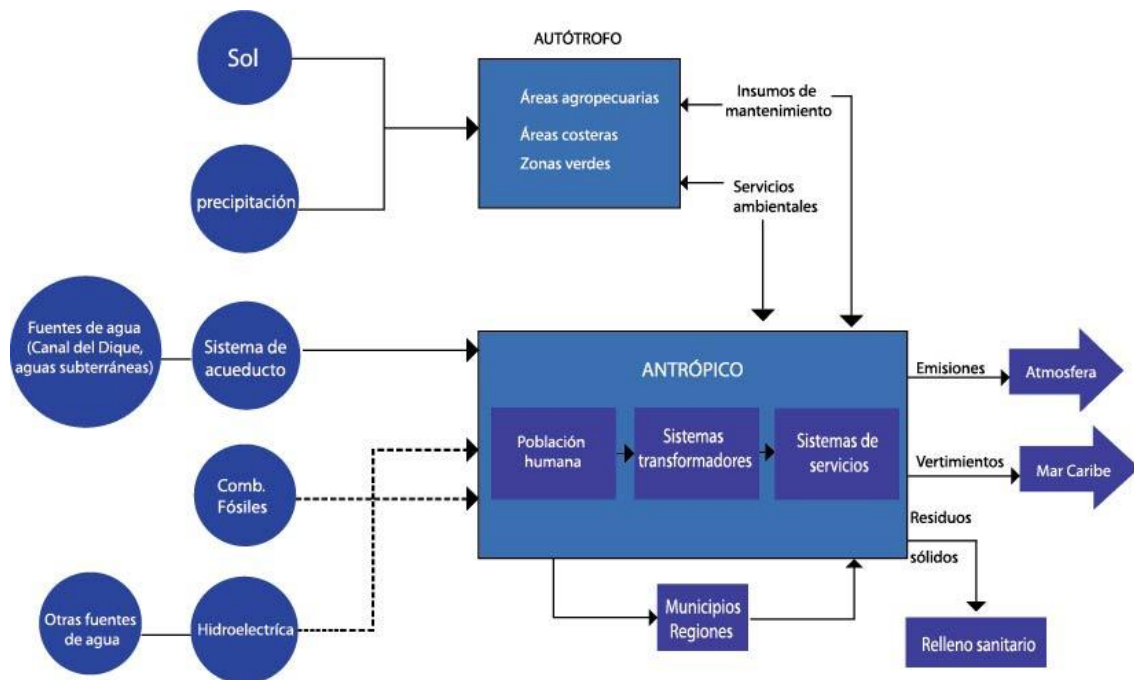 Sol
precipitación
AUTÓTROFO
Áreas agropecuarias
Áreas costeras
Zonas verdes
Insumos de
mantenimiento
Servicios
ambientales
Fuentes de agua
(Canal del Dique,
aguas subterráneas)
Sistema de
acueducto
Comb.
Fósiles
Otras fuentes
de agua
Hidroelectríca
ANTRÓPICO
Población
humana
Sistemas
transformadores
Sistemas de
servicios
Municipios
Regiones
Emisiones
Atmosfera
Vertimientos
Mar Caribe
Residuos
sólidos
Relleno sanitario